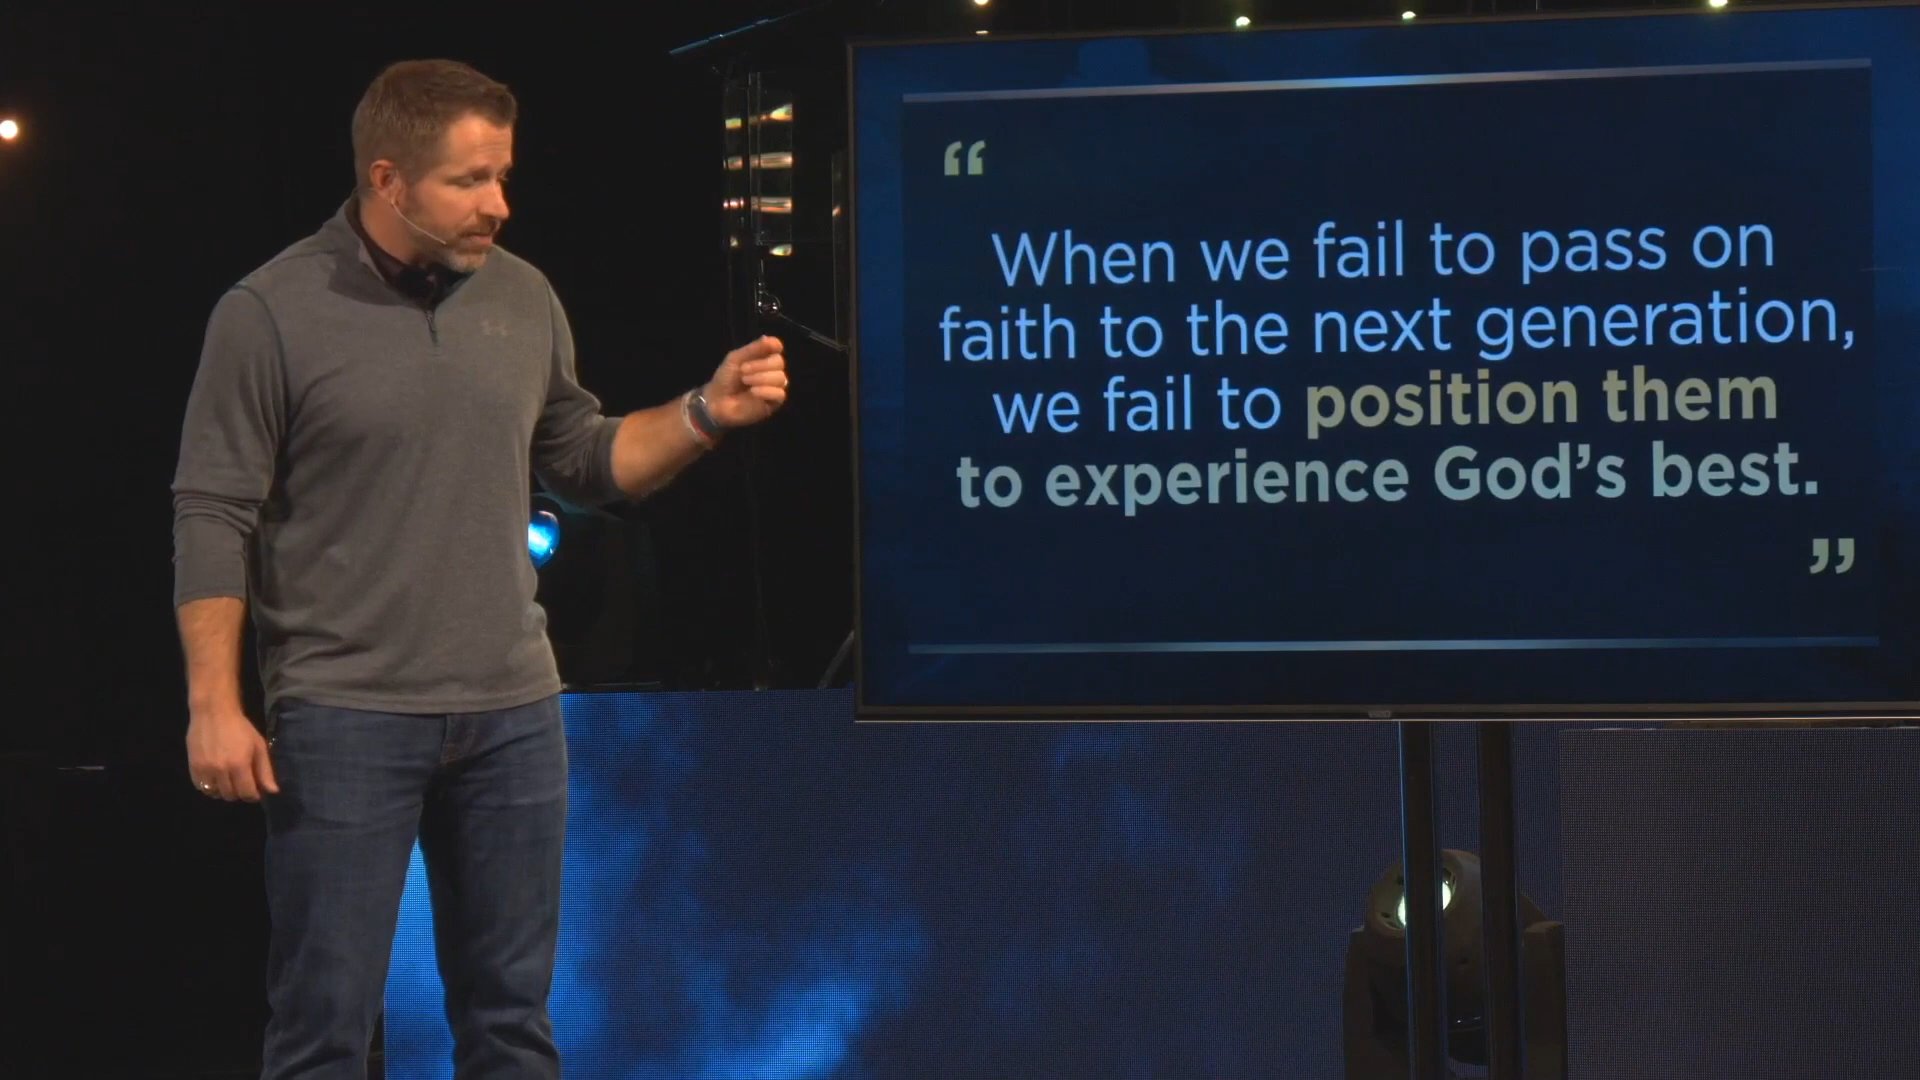 “
When we fail to pass on
faith to the next generation,
we fail to position them
to experience God’s best.
”